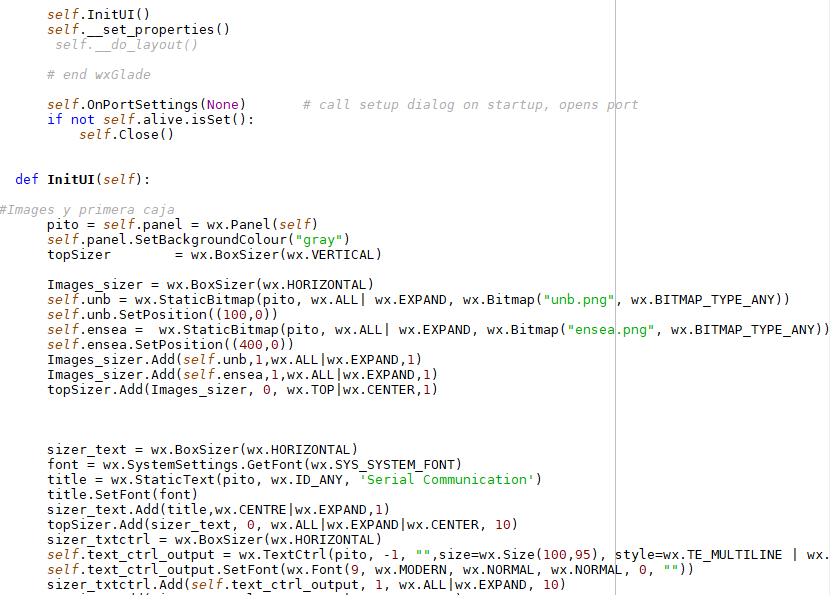 self.InitUI()
self.__set_properties()
self.__do_layout()
# end wxGlade
self.OnPortSettings(None)       # call setup dialog on startup, opens port
if not self.alive.isSet():
self.Close()
def InitUI(self):
#Images y primera caja
pito = self.panel = wx.Panel(self)
self.panel.SetBackgroundColour("gray")
topSizer        = wx.BoxSizer(wx.VERTICAL)
Images_sizer = wx.BoxSizer(wx.HORIZONTAL)
self.unb = wx.StaticBitmap(pito, wx.ALL| wx.EXPAND, wx.Bitmap("unb.png", wx.BITMAP_TYPE_ANY))
self.unb.SetPosition((100,0))
self.ensea =  wx.StaticBitmap(pito, wx.ALL| wx.EXPAND, wx.Bitmap("ensea.png", wx.BITMAP_TYPE_ANY))
self.ensea.SetPosition((400,0))
Images_sizer.Add(self.unb,1,wx.ALL|wx.EXPAND,1)
Images_sizer.Add(self.ensea,1,wx.ALL|wx.EXPAND,1)
topSizer.Add(Images_sizer, 0, wx.TOP|wx.CENTER,1)
sizer_text = wx.BoxSizer(wx.HORIZONTAL)
font = wx.SystemSettings.GetFont(wx.SYS_SYSTEM_FONT)
title = wx.StaticText(pito, wx.ID_ANY, 'Serial Communication')
title.SetFont(font)
sizer_text.Add(title,wx.CENTRE|wx.EXPAND,1)
topSizer.Add(sizer_text, 0, wx.ALL|wx.EXPAND|wx.CENTER, 10)
sizer_txtctrl = wx.BoxSizer(wx.HORIZONTAL)
self.text_ctrl_output = wx.TextCtrl(pito, -1, "",size=wx.Size(100,95), style=wx.TE_MULTILINE | wx.
self.text_ctrl_output.SetFont(wx.Font(9, wx.MODERN, wx.NORMAL, wx.NORMAL, 0, ""))
sizer_txtctrl.Add(self.text_ctrl_output, 1, wx.ALL|wx.EXPAND, 10)